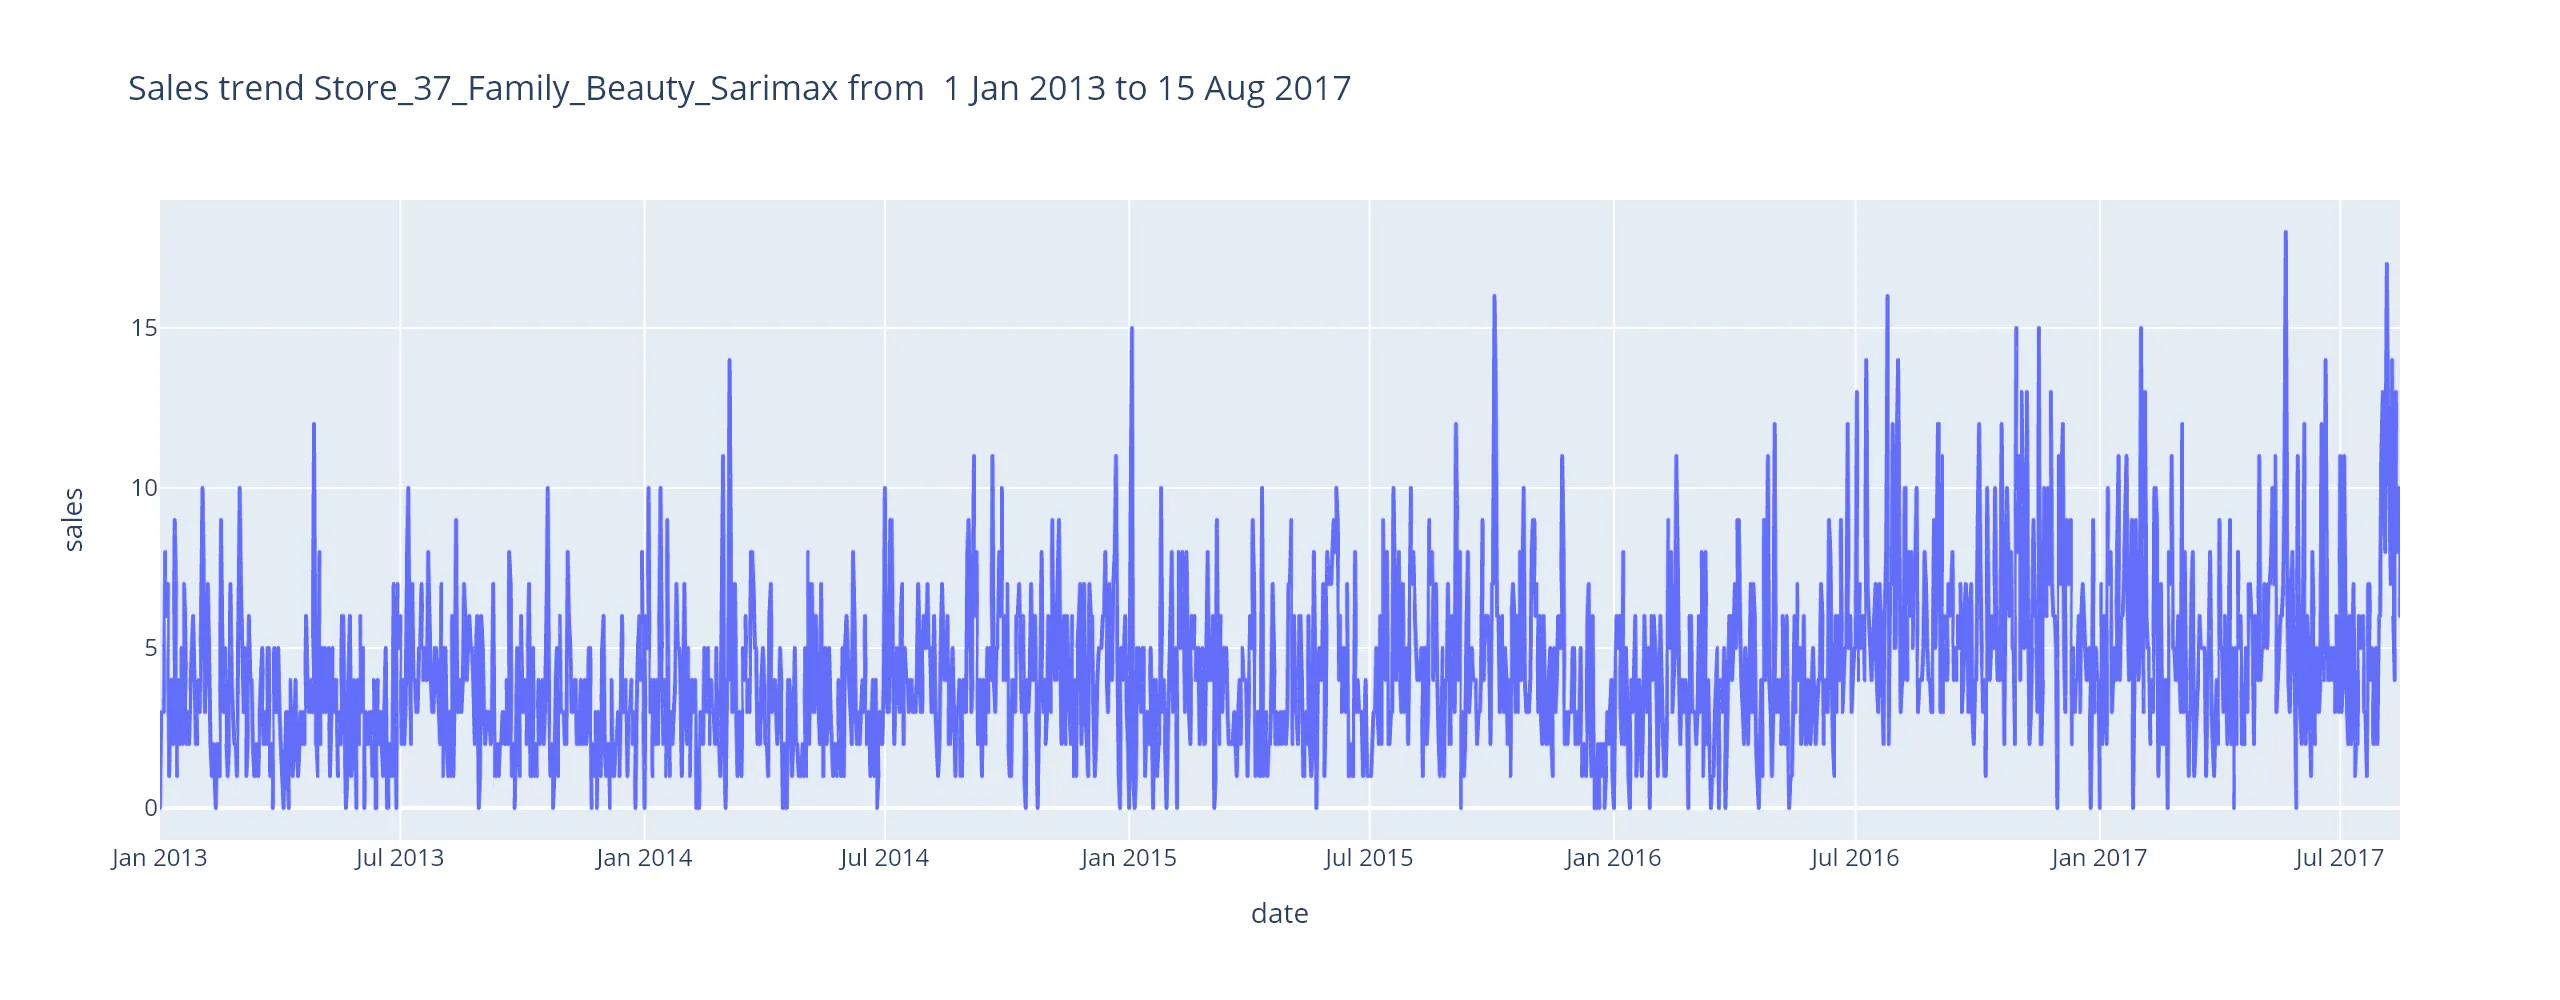 Sales trend Store_37_Family_Beauty_Sarimax from  1 Jan 2013 to 15 Aug 2017
15
10
5
0
sales
Jan 2013 Jul 2013 Jan 2014 Jul 2014 Jan 2015 Jul 2015 Jan 2016 Jul 2016 Jan 2017 Jul 2017
date